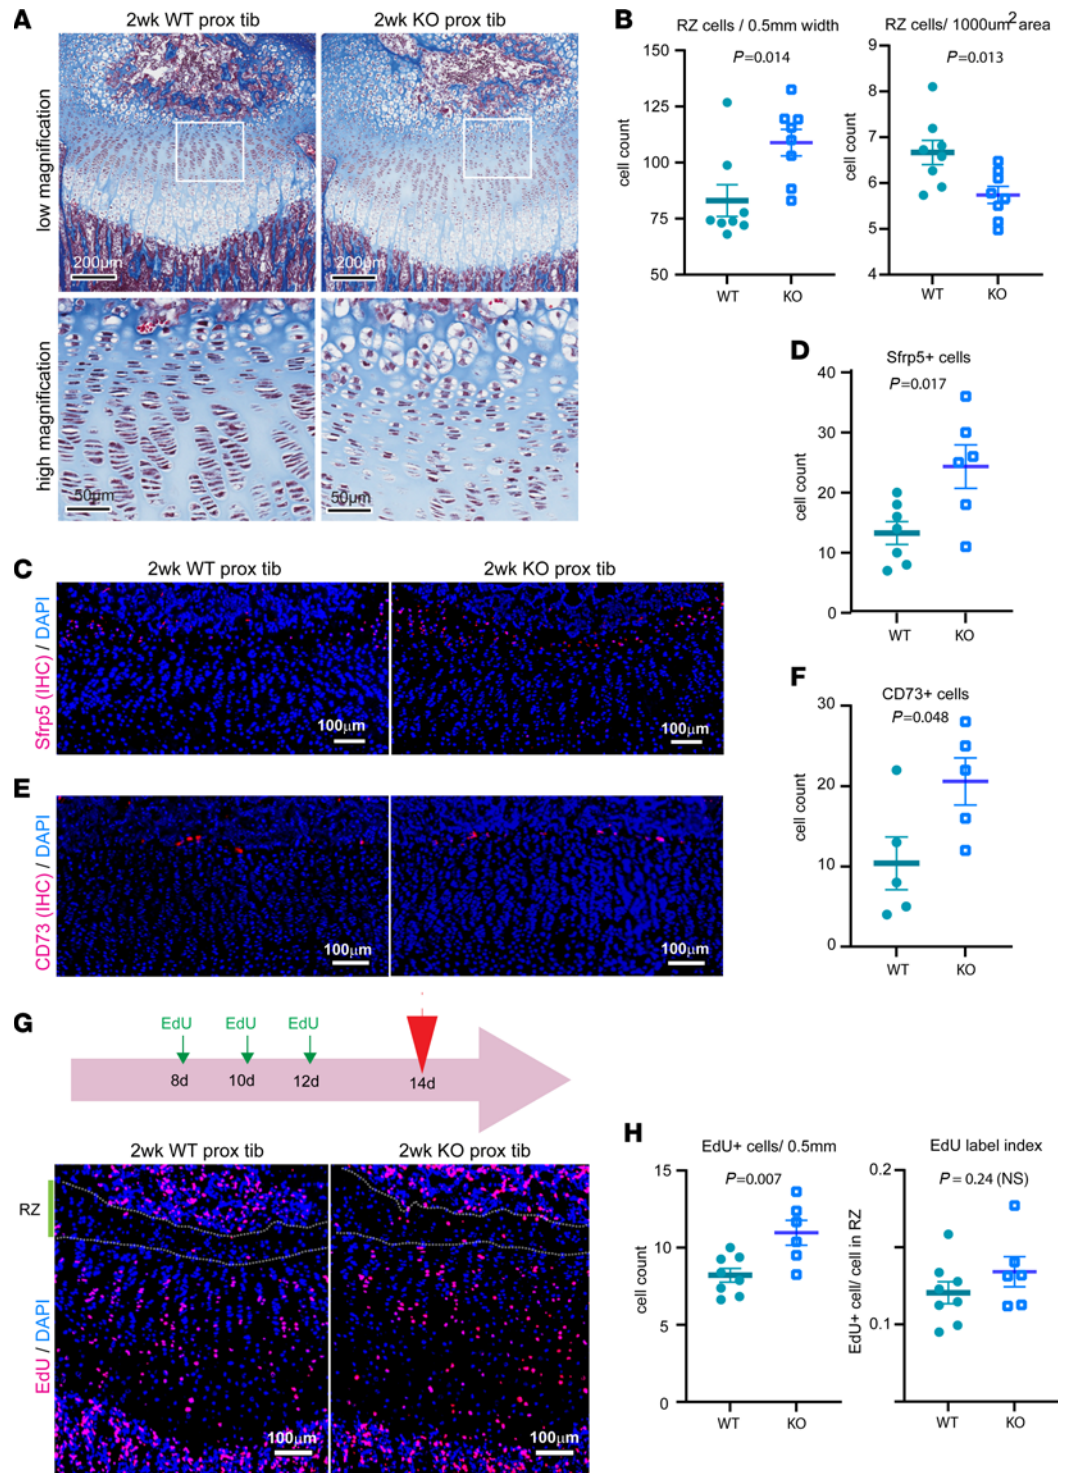 A
2wk WT prox tib
2wk KO prox tib
low magnification
200µm
200µm
high magnification
50µm
50µm
B
RZ cells / 0.5mm width
P=0.014
cell count
150
125
100
75
50
WT
KO
RZ cells/ 1000um2 area
P=0.013
cell count
9
8
7
6
5
4
WT
KO
C
2wk WT prox tib
2wk KO prox tib
Sfrp5 (IHC) / DAPI
100µm
100µm
D
Sfrp5+ cells
P=0.017
cell count
40
30
20
10
0
WT
KO
E
CD73 (IHC) / DAPI
100µm
100µm
F
CD73+ cells
P=0.048
cell count
30
20
10
0
WT
KO
G
EdU
EdU
EdU
8d
10d
12d
14d
2wk WT prox tib
2wk KO prox tib
RZ
EdU / DAPI
100µm
100µm
H
EdU+ cells/ 0.5mm
P=0.007
cell count
15
10
5
0
WT
KO
EdU label index
P = 0.24 (NS)
EdU+ cell/ cell in RZ
0.2
0.1
WT
KO